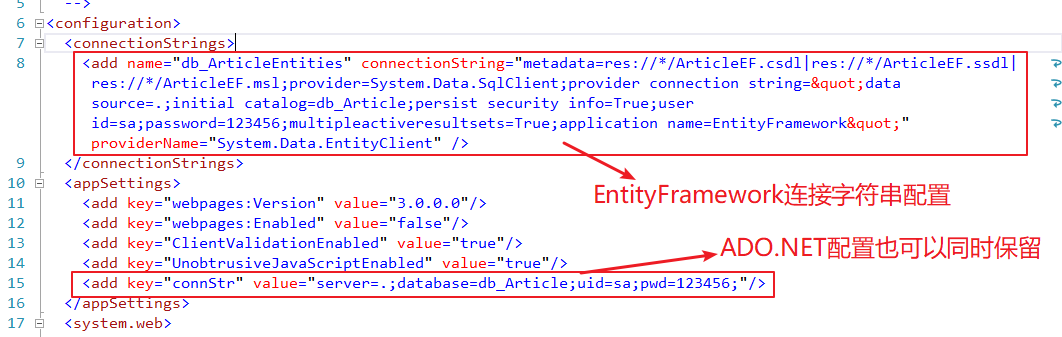 5 -->
6 <configuration>
7 <connectionStrings>
8 <add name="db_ArticleEntities" connectionString="metadata=res://*/ArticleEF.csdl|res://*/ArticleEF.ssdl|
res://*/ArticleEF.msl;provider=System.Data.SqlClient;provider connection string=&quot;data
source=.;initial catalog=db_Article;persist security info=True;user
id=sa;password=123456;multipleactiveresultsets=True;application name=EntityFramework&quot;"
providerName="System.Data.EntityClient" />
9 </connectionStrings>
EntityFramework连接字符串配置
10 <appSettings>
11 <add key="webpages:Version" value="3.0.0.0"/>
12 <add key="webpages:Enabled" value="false"/>
13 <add key="ClientValidationEnabled" value="true"/>
ADO.NET配置也可以同时保留
14 <add key="UnobtrusiveJavaScriptEnabled" value="true"/>
15 <add key="connStr" value="server=.;database=db_Article;uid=sa;pwd=123456;"/>
16 </appSettings>
17 <system.web>